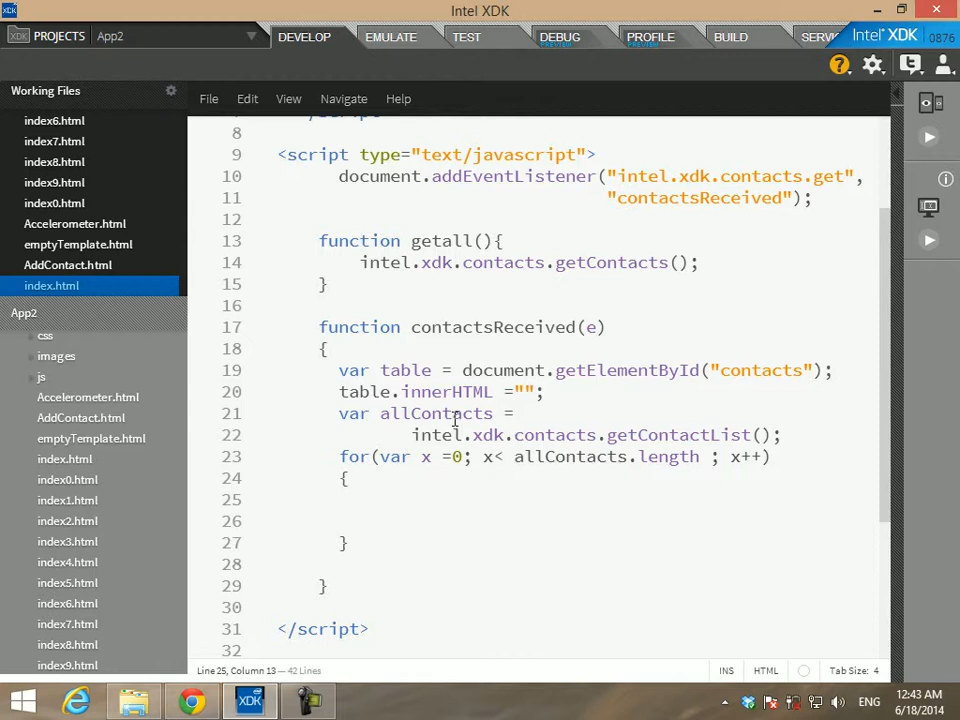 Intel XDK
PROJECTS App2 DEVELOP EMULATE TEST DEBUG PREVIEW PROFILE PREVIEW BUILD SERV Intel® XDK 0876
Working Files
File Edit View Navigate Help
index6.html
index7.html
index8.html
index9.html
index0.html
Accelerometer.html
emptyTemplate.html
AddContact.html
index.html
App2
css
images
js
Accelerometer.html
AddContact.html
emptyTemplate.html
index.html
index0.html
index1.html
index2.html
index3.html
index4.html
index5.html
index6.html
index7.html
index8.html
index9.html
8
9 <script type="text/javascript">
10 document.addEventListener("intel.xdk.contacts.get",
11 "contactsReceived");
12
13 function getall(){
14 intel.xdk.contacts.getContacts();
15 }
16
17 function contactsReceived(e)
18 {
19 var table = document.getElementById("contacts");
20 table.innerHTML ="";
21 var allContacts =
22 intel.xdk.contacts.getContactList();
23 for(var x =0; x< allContacts.length ; x++)
24 {
25
26
27 }
28
29 }
30
31 </script>
32
Line 25, Column 13 — 42 Lines INS HTML Tab Size: 4
XDK ENG 12:43 AM
6/18/2014